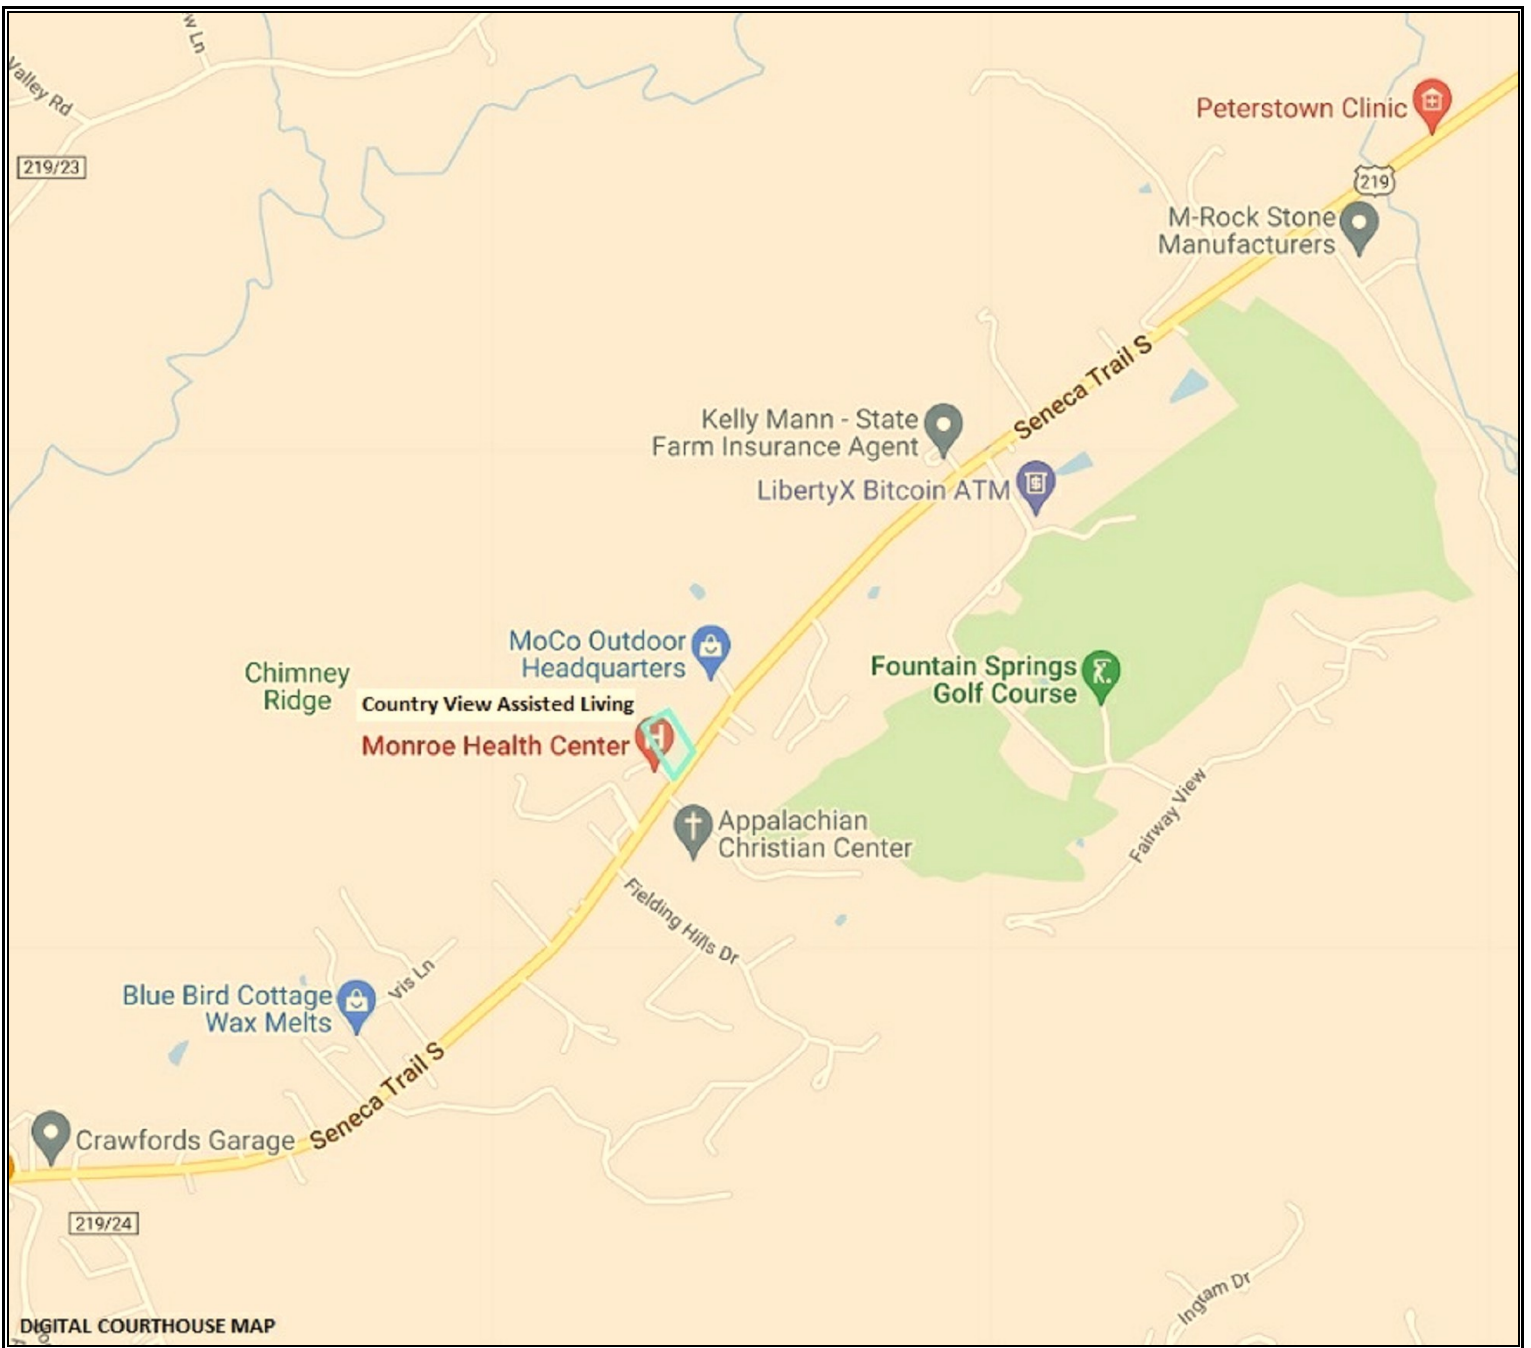 w Ln
Valley Rd
219/23
Peterstown Clinic
219
M-Rock Stone
Manufacturers
Seneca Trail S
Kelly Mann - State
Farm Insurance Agent
LibertyX Bitcoin ATM
MoCo Outdoor
Headquarters
Chimney
Ridge
Country View Assisted Living
Monroe Health Center
H
Fountain Springs
Golf Course
Appalachian
Christian Center
Fairway View
Fielding Hills Dr
Blue Bird Cottage
Wax Melts
Iris Ln
Seneca Trail S
Crawfords Garage
219/24
Ingram Dr
DIGITAL COURTHOUSE MAP